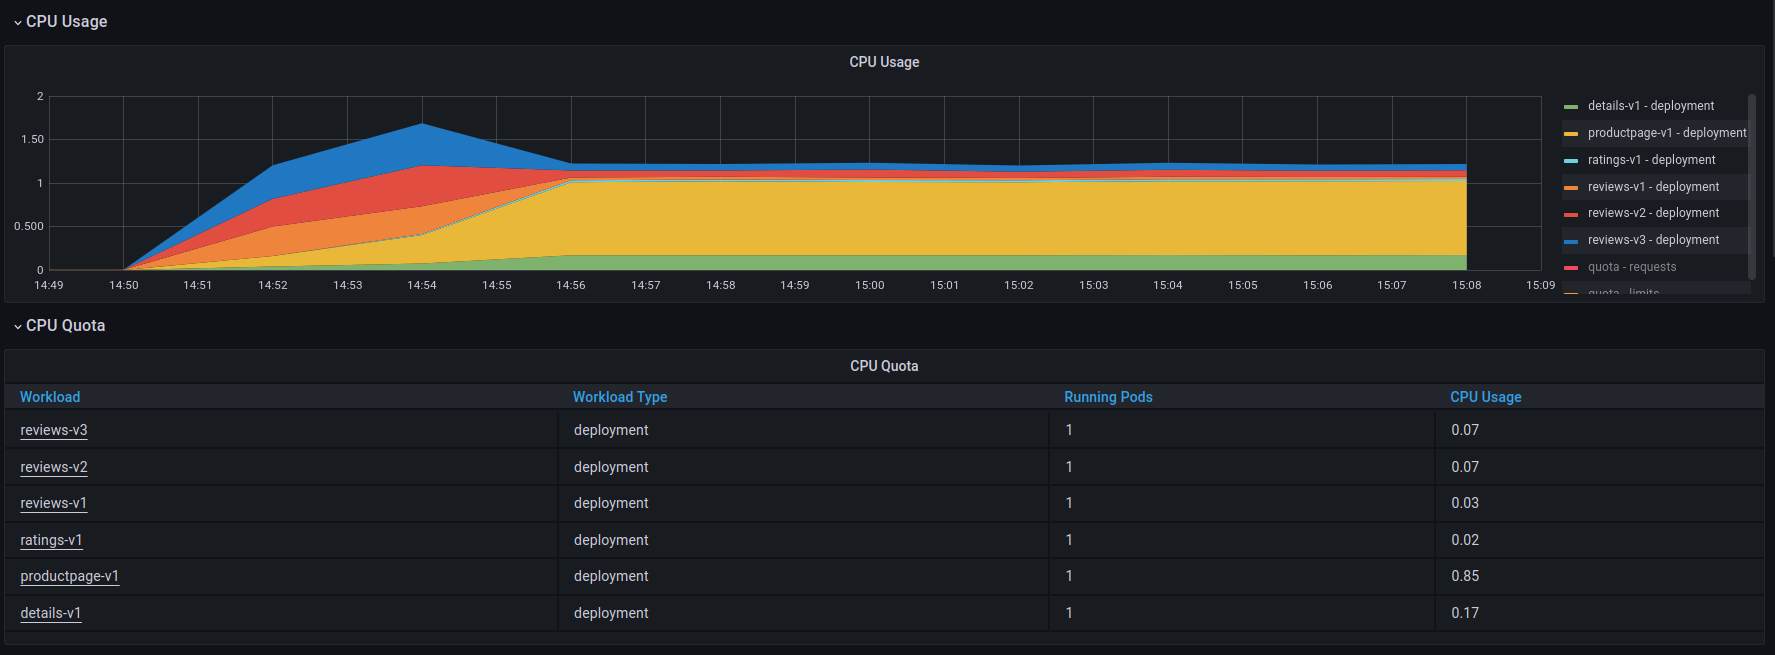 CPU Usage
CPU Usage
2
1.50
1
0.500
0
14:49 14:50 14:51 14:52 14:53 14:54 14:55 14:56 14:57 14:58 14:59 15:00 15:01 15:02 15:03 15:04 15:05 15:06 15:07 15:08 15:09
details-v1 - deployment
productpage-v1 - deployment
ratings-v1 - deployment
reviews-v1 - deployment
reviews-v2 - deployment
reviews-v3 - deployment
quota - requests
quota - limits
CPU Quota
CPU Quota
Workload Workload Type Running Pods CPU Usage
reviews-v3 deployment 1 0.07
reviews-v2 deployment 1 0.07
reviews-v1 deployment 1 0.03
ratings-v1 deployment 1 0.02
productpage-v1 deployment 1 0.85
details-v1 deployment 1 0.17